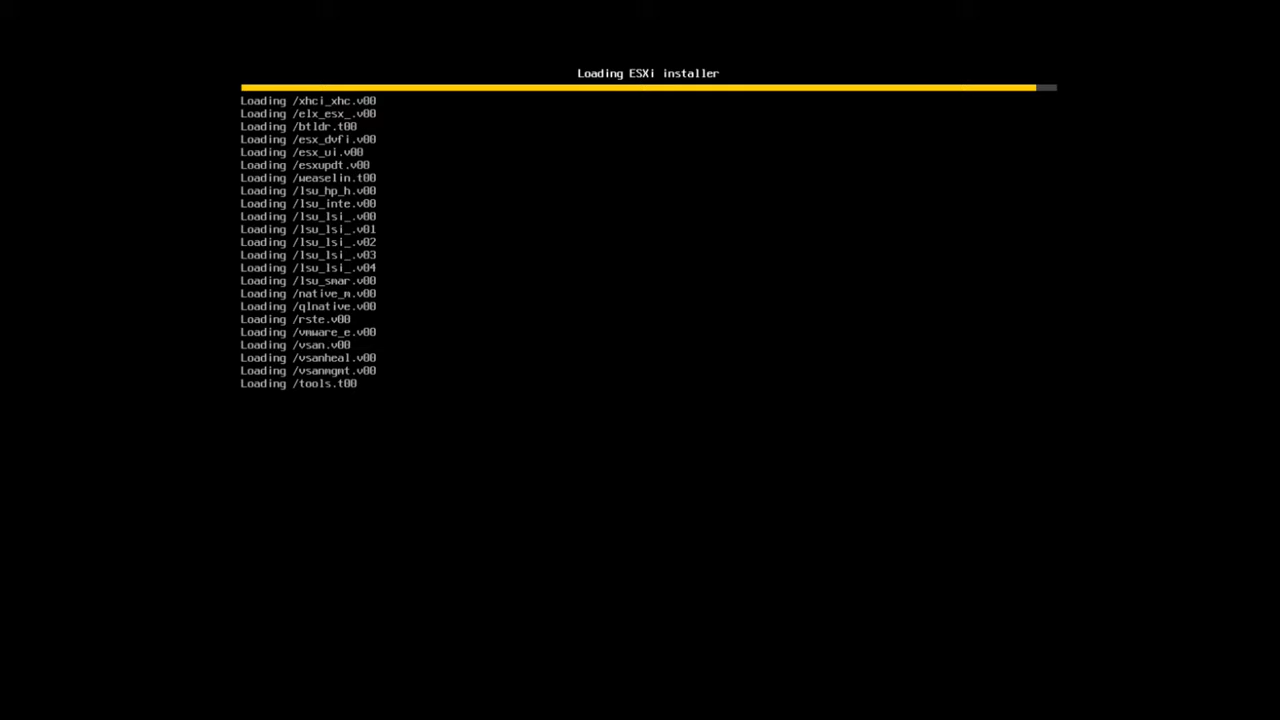 Loading ESXi installer
Loading /xhci_xhc.v00
Loading /elx_esx_.v00
Loading /btldr.t00
Loading /esx_dvfi.v00
Loading /esx_ui.v00
Loading /esxupdt.v00
Loading /weaselin.t00
Loading /lsu_hp_h.v00
Loading /lsu_inte.v00
Loading /lsu_lsi_.v00
Loading /lsu_lsi_.v01
Loading /lsu_lsi_.v02
Loading /lsu_lsi_.v03
Loading /lsu_lsi_.v04
Loading /lsu_smar.v00
Loading /native_m.v00
Loading /qlnative.v00
Loading /rste.v00
Loading /vmware_e.v00
Loading /vsan.v00
Loading /vsanheal.v00
Loading /vsanmgmt.v00
Loading /tools.t00